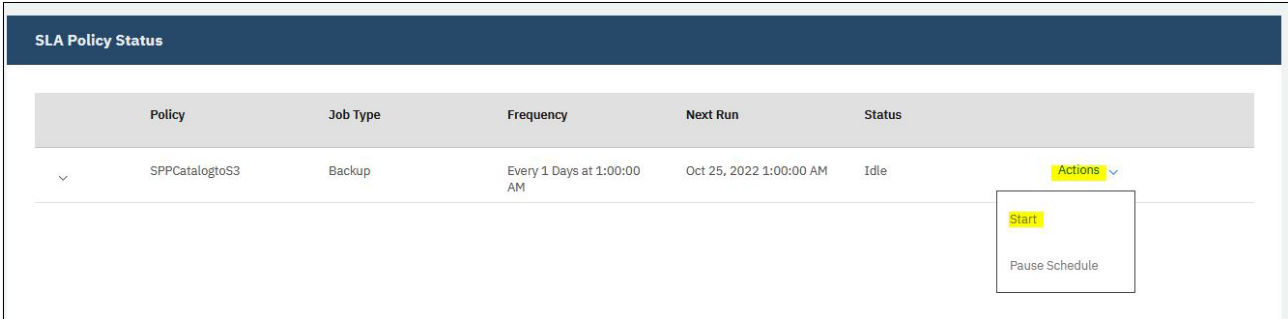 SLA Policy Status
Policy Job Type Frequency Next Run Status
SPPCatalogtoS3 Backup Every 1 Days at 1:00:00 Oct 25, 2022 1:00:00 AM Idle Actions
AM
Start
Pause Schedule